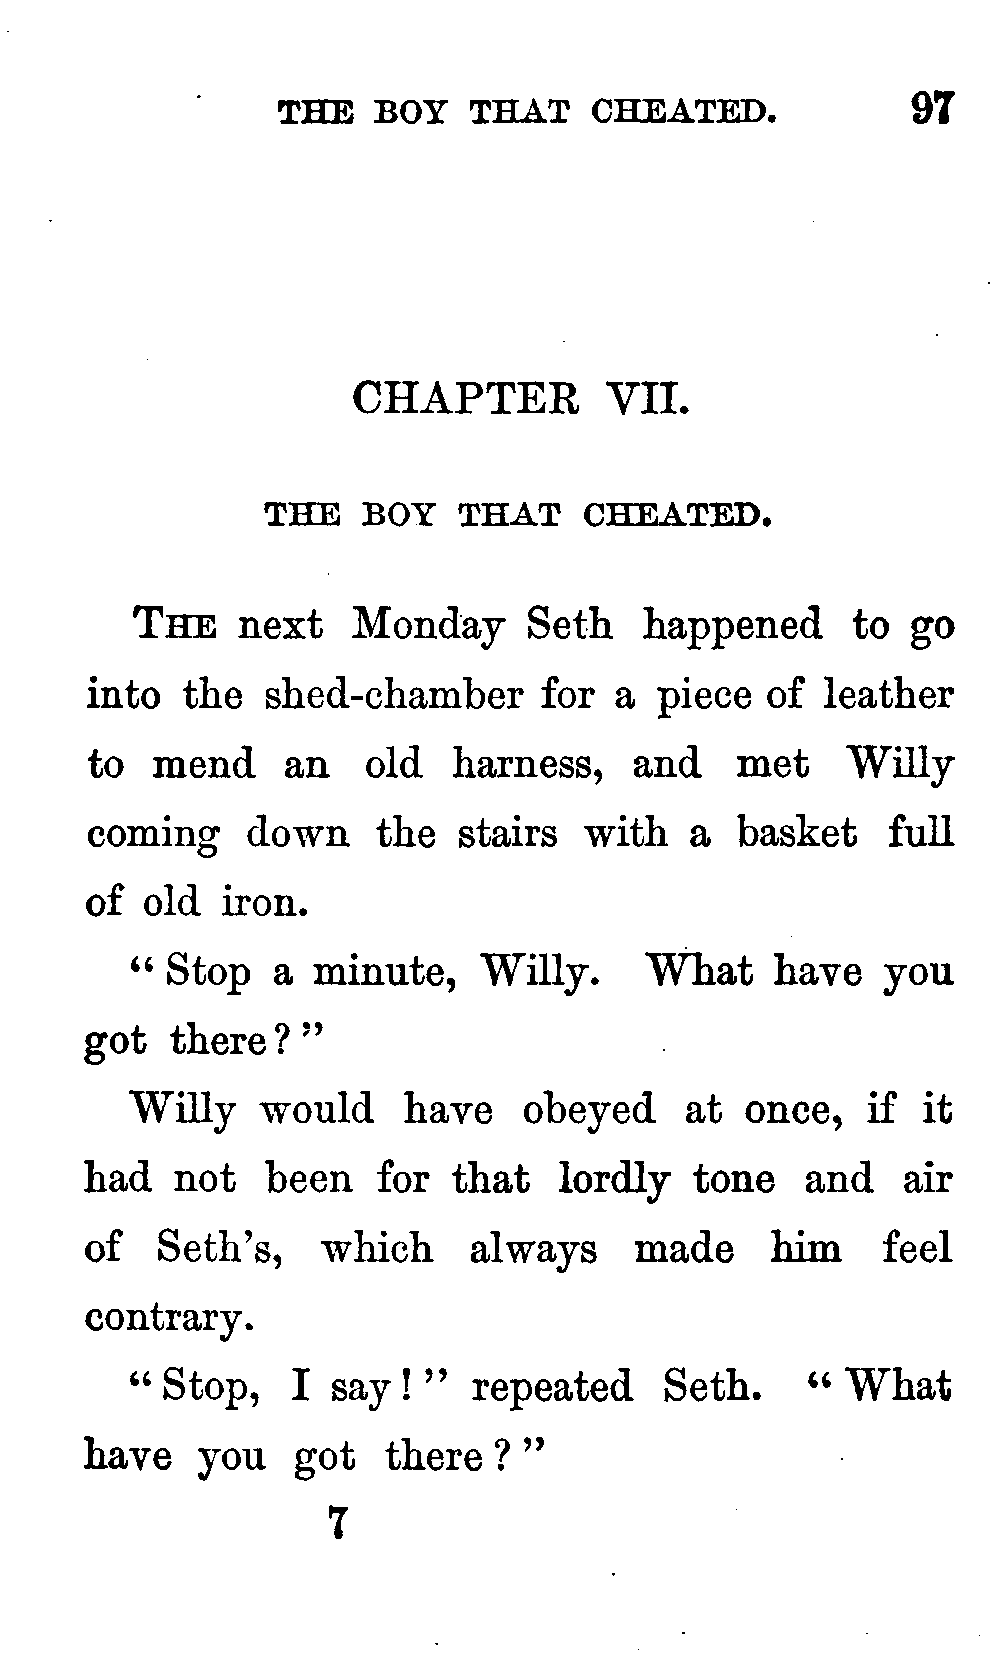 THE BOY THAT CHEATED. 97
CHAPTER VII.
THE BOY THAT CHEATED.
THE next Monday Seth happened to go
into the shed-chamber for a piece of leather
to mend an old harness, and met Willy
coming down the stairs with a basket full
of old iron.
“Stop a minute, Willy. What have you
got there?”
Willy would have obeyed at once, if it
had not been for that lordly tone and air
of Seth’s, which always made him feel
contrary.
“Stop, I say!” repeated Seth. “What
have you got there?”
7